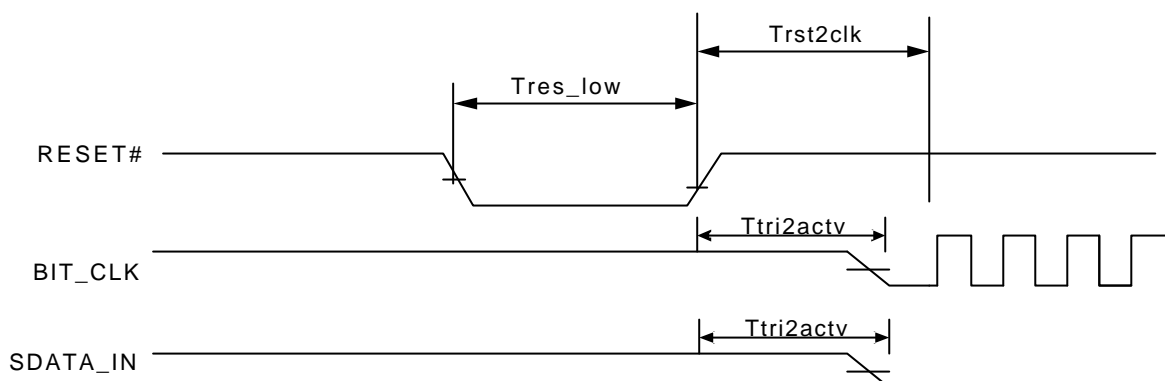 Trst2clk
Tres_low
RESET#
Ttri2actv
BIT_CLK
Ttri2actv
SDATA_IN